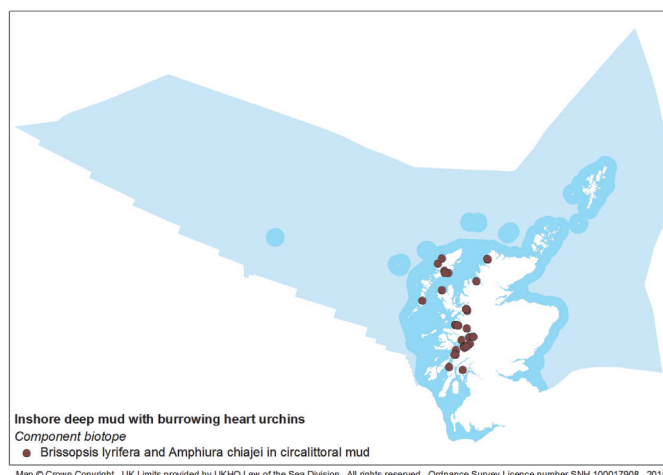 Inshore deep mud with burrowing heart urchins
Component biotope
Brissopsis lyrifera and Amphiura chiajei in circalittoral mud
Map © Crown Copyright. UK Limits provided by UKHO Law of the Sea Division. All rights reserved. Ordnance Survey Licence number SNH 100017908